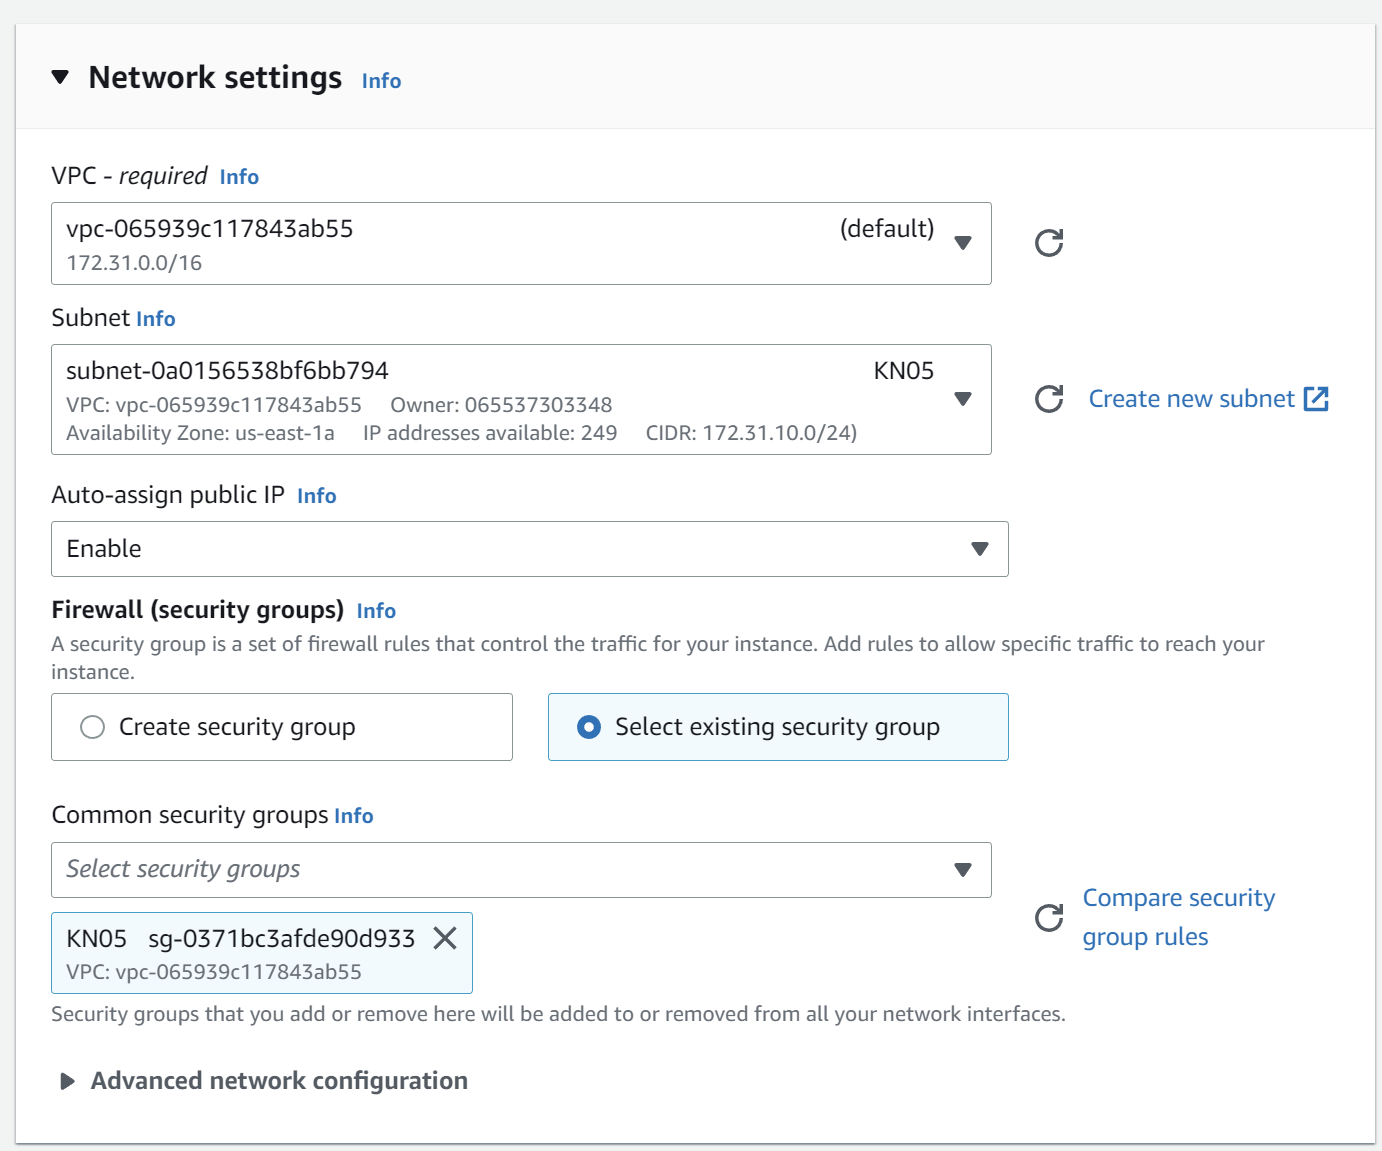 Network settings Info
VPC - required Info
vpc-065939c117843ab55 (default)
172.31.0.0/16
Subnet Info
subnet-0a0156538bf6bb794 KN05
VPC: vpc-065939c117843ab55 Owner: 065537303348
Availability Zone: us-east-1a IP addresses available: 249 CIDR: 172.31.10.0/24)
Create new subnet
Auto-assign public IP Info
Enable
Firewall (security groups) Info
A security group is a set of firewall rules that control the traffic for your instance. Add rules to allow specific traffic to reach your
instance.
Create security group
Select existing security group
Common security groups Info
Select security groups
Compare security
group rules
KN05 sg-0371bc3afde90d933
VPC: vpc-065939c117843ab55
Security groups that you add or remove here will be added to or removed from all your network interfaces.
Advanced network configuration